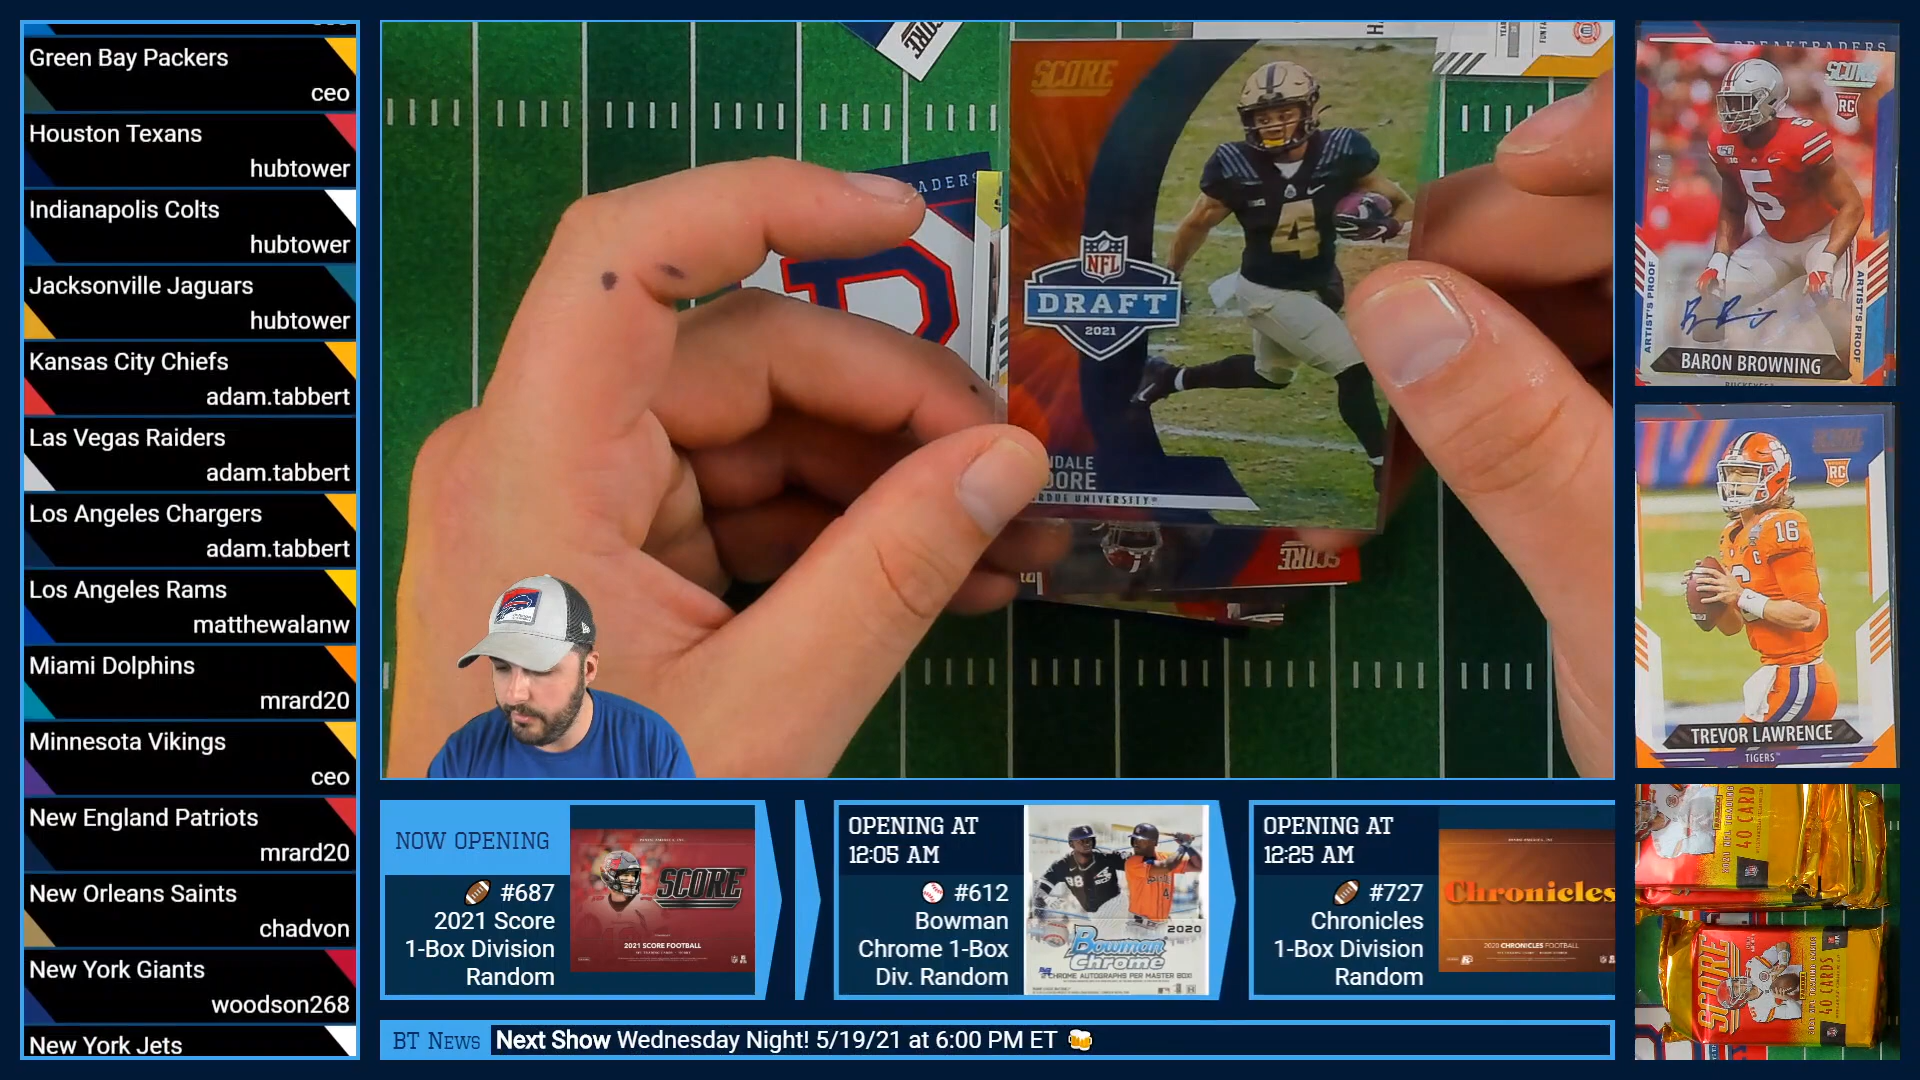 Green Bay Packers
ceo
Houston Texans
hubtower
Indianapolis Colts
hubtower
Jacksonville Jaguars
hubtower
Kansas City Chiefs
adam.tabbert
Las Vegas Raiders
adam.tabbert
Los Angeles Chargers
adam.tabbert
Los Angeles Rams
matthewalanw
Miami Dolphins
mrard20
Minnesota Vikings
ceo
New England Patriots
mrard20
New Orleans Saints
chadvon
New York Giants
woodson268
New York Jets
SCORE
SCORE
4
NFL
DRAFT
2021
SCORE
NOW OPENING
#687
2021 Score
1-Box Division
Random
SCORE
2021 SCORE FOOTBALL
OPENING AT
12:05 AM
#612
Bowman
Chrome 1-Box
Div. Random
2020
Bowman
Chrome
OPENING AT
12:25 AM
#727
Chronicles
1-Box Division
Random
Chronicles
2020 CHRONICLES FOOTBALL
BT News Next Show Wednesday Night! 5/19/21 at 6:00 PM ET
BREAKTRADERS
SCORE
RC
5
ARTIST'S PROOF
ARTIST'S PROOF
BARON BROWNING
SCORE
RC
16
TREVOR LAWRENCE
TIGERS
40 CARDS
SCORE
40 CARDS